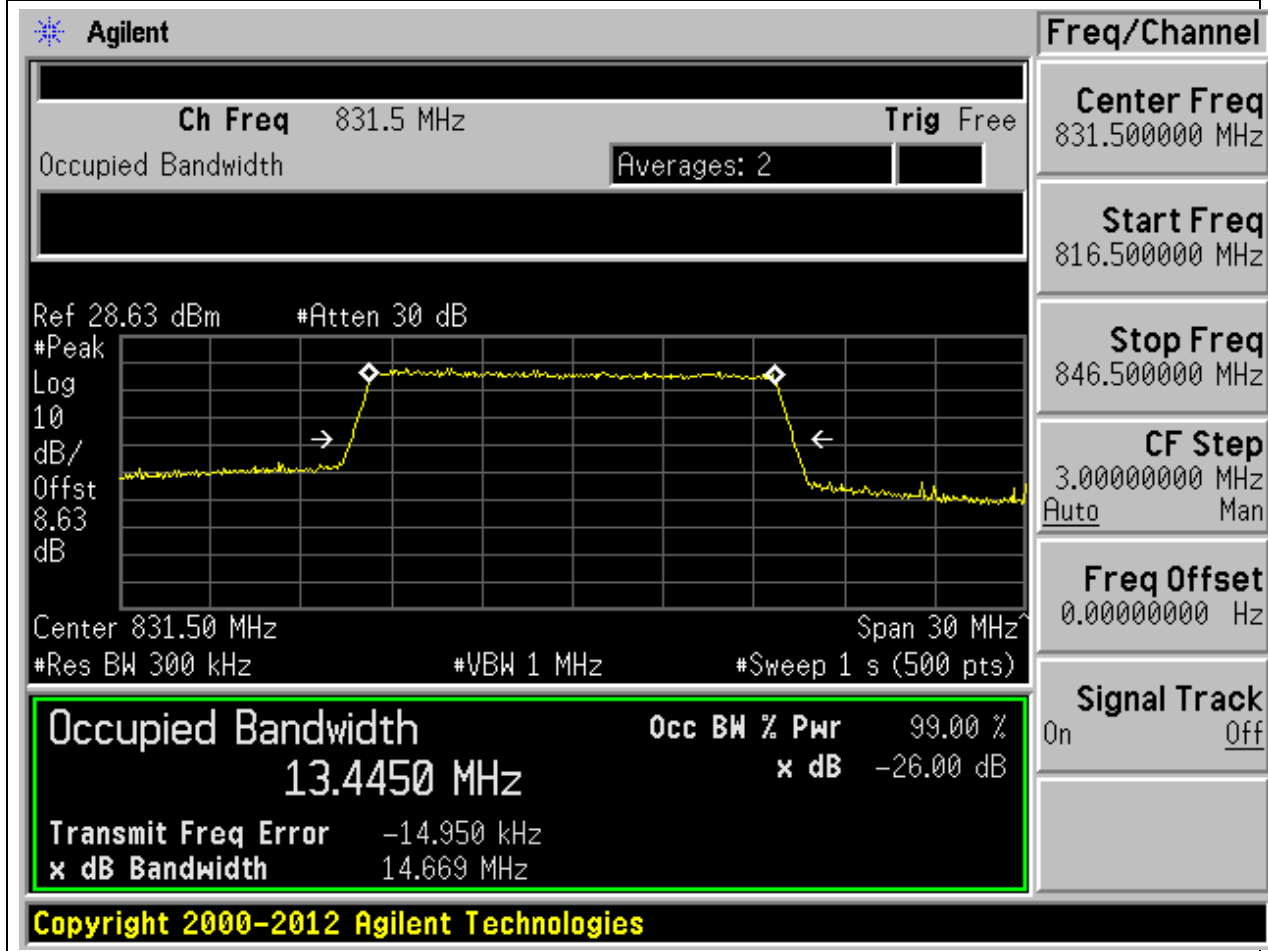 Agilent
Freq/Channel
Ch Freq 831.5 MHz
Trig Free
Occupied Bandwidth
Averages: 2
Center Freq
831.500000 MHz
Start Freq
816.500000 MHz
Stop Freq
846.500000 MHz
CF Step
3.00000000 MHz
Auto Man
Freq Offset
0.00000000 Hz
Signal Track
On Off
Ref 28.63 dBm #Atten 30 dB
#Peak
Log
10
dB/
Offst
8.63
dB
Center 831.50 MHz Span 30 MHz^
#Res BW 300 kHz #VBW 1 MHz #Sweep 1 s (500 pts)
Occupied Bandwidth
13.4450 MHz
Occ BW % Pwr 99.00 %
x dB -26.00 dB
Transmit Freq Error -14.950 kHz
x dB Bandwidth 14.669 MHz
Copyright 2000-2012 Agilent Technologies